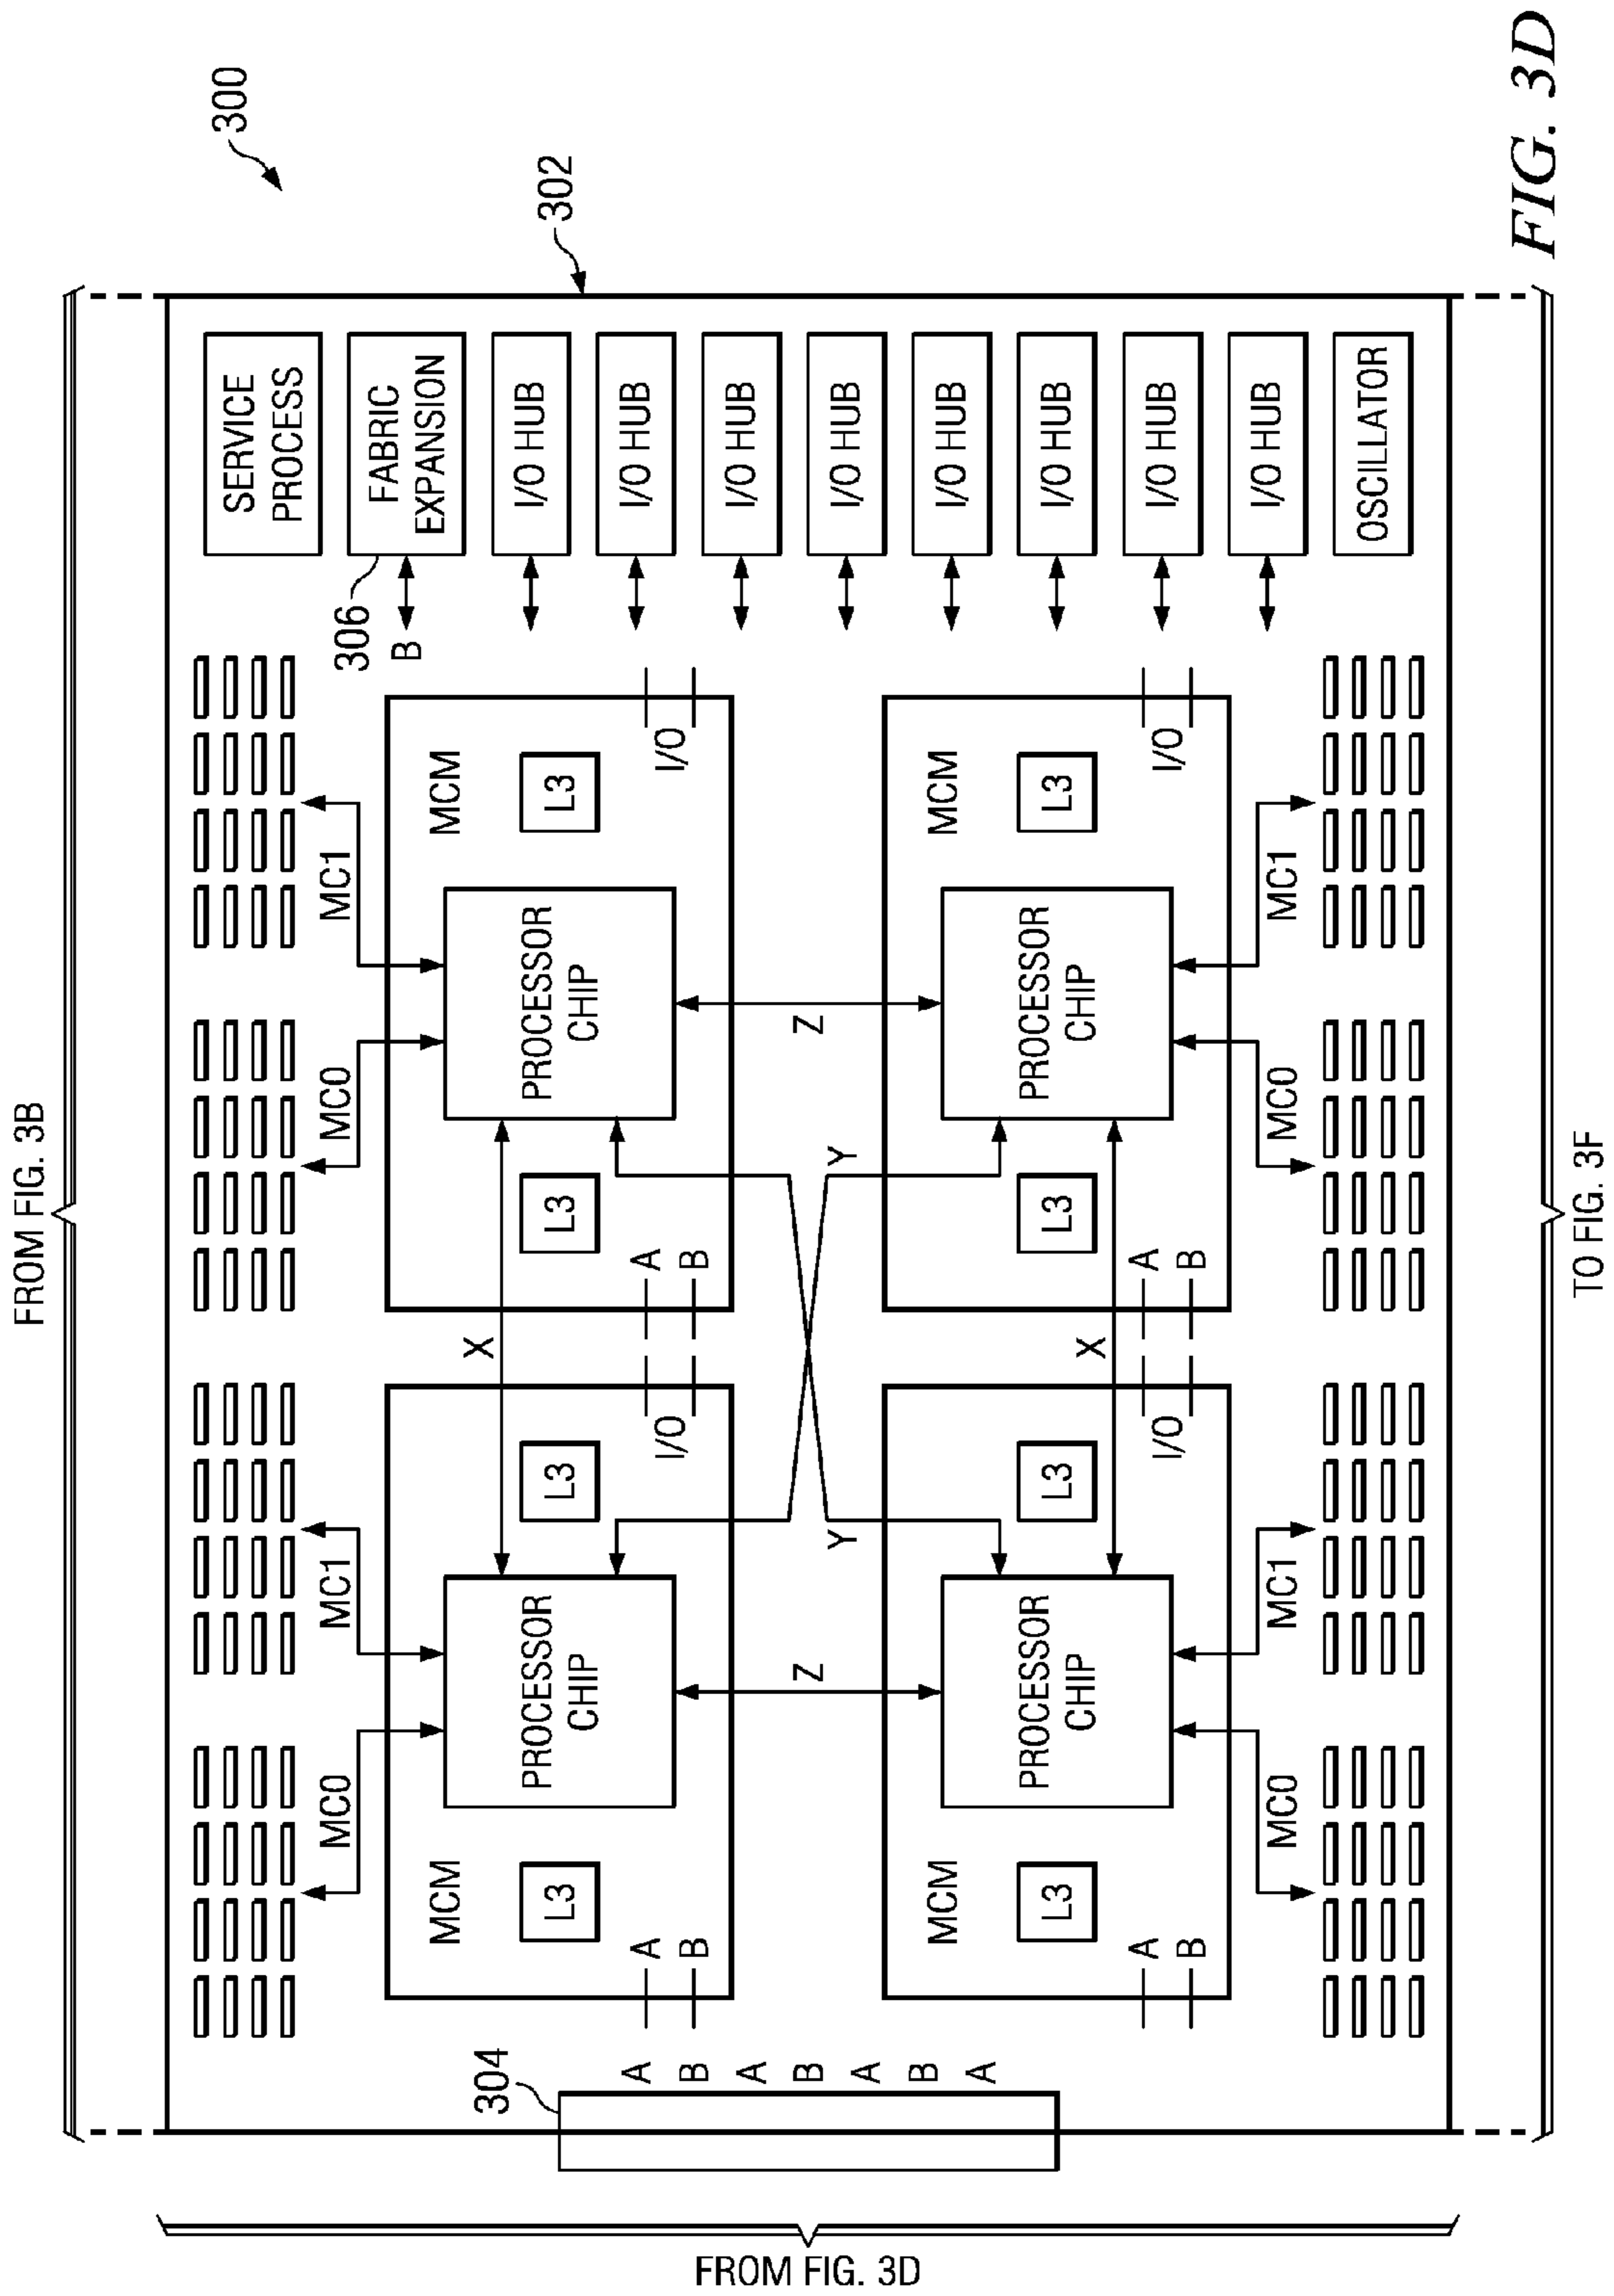 FROM FIG. 3B
300
SERVICE
PROCESS
MC0
MC1
MC0
MC1
306
B
FABRIC
EXPANSION
MCM
MCM
X
304
302
I/O HUB
L3
PROCESSOR
CHIP
L3
L3
PROCESSOR
CHIP
L3
I/O HUB
A
A
I/O
A
I/O
B
B
B
A
I/O HUB
FROM FIG. 3D
B
Z
Z
Y
Y
I/O HUB
A
B
I/O HUB
A
MCM
MCM
L3
PROCESSOR
CHIP
L3
L3
PROCESSOR
CHIP
L3
I/O HUB
X
A
I/O
A
I/O
B
B
I/O HUB
MC0
MC1
MC0
MC1
I/O HUB
OSCILLATOR
TO FIG. 3F
FIG. 3D